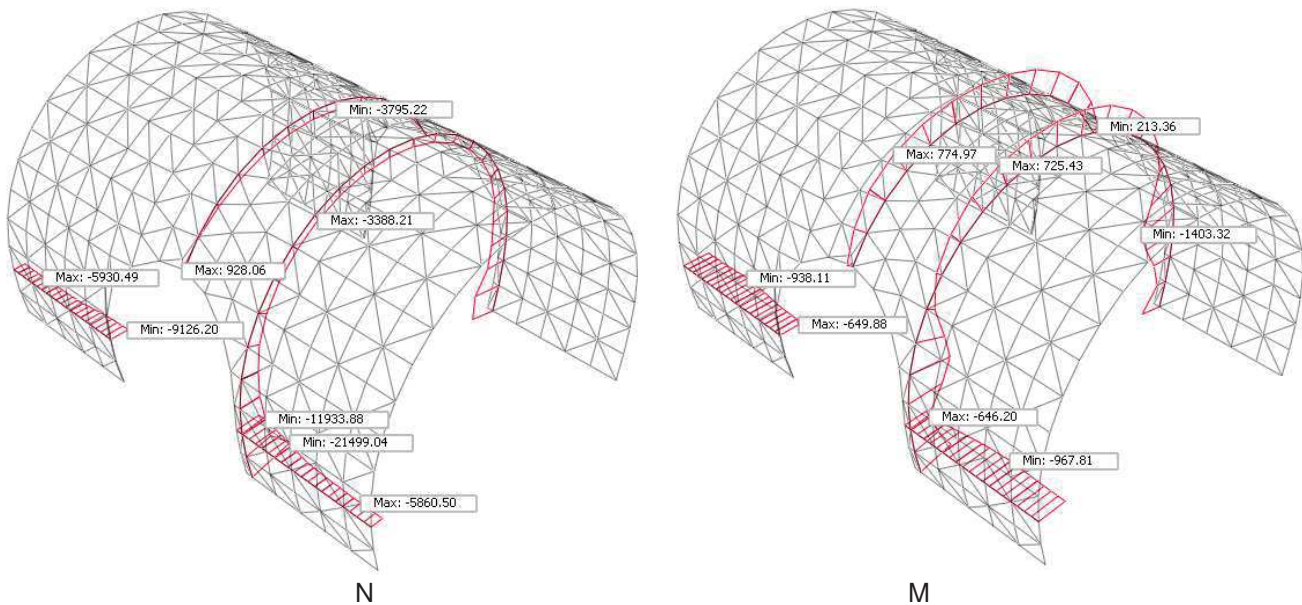 Min: -3795.22
Max: -3388.21
Max: 928.06
Max: -5930.49
Min: -9126.20
Min: -11933.88
Min: -21499.04
Max: -5860.50
N
Min: 213.36
Max: 774.97
Max: 725.43
Min: -1403.32
Min: -938.11
Max: -649.88
Max: -646.20
Min: -967.81
M